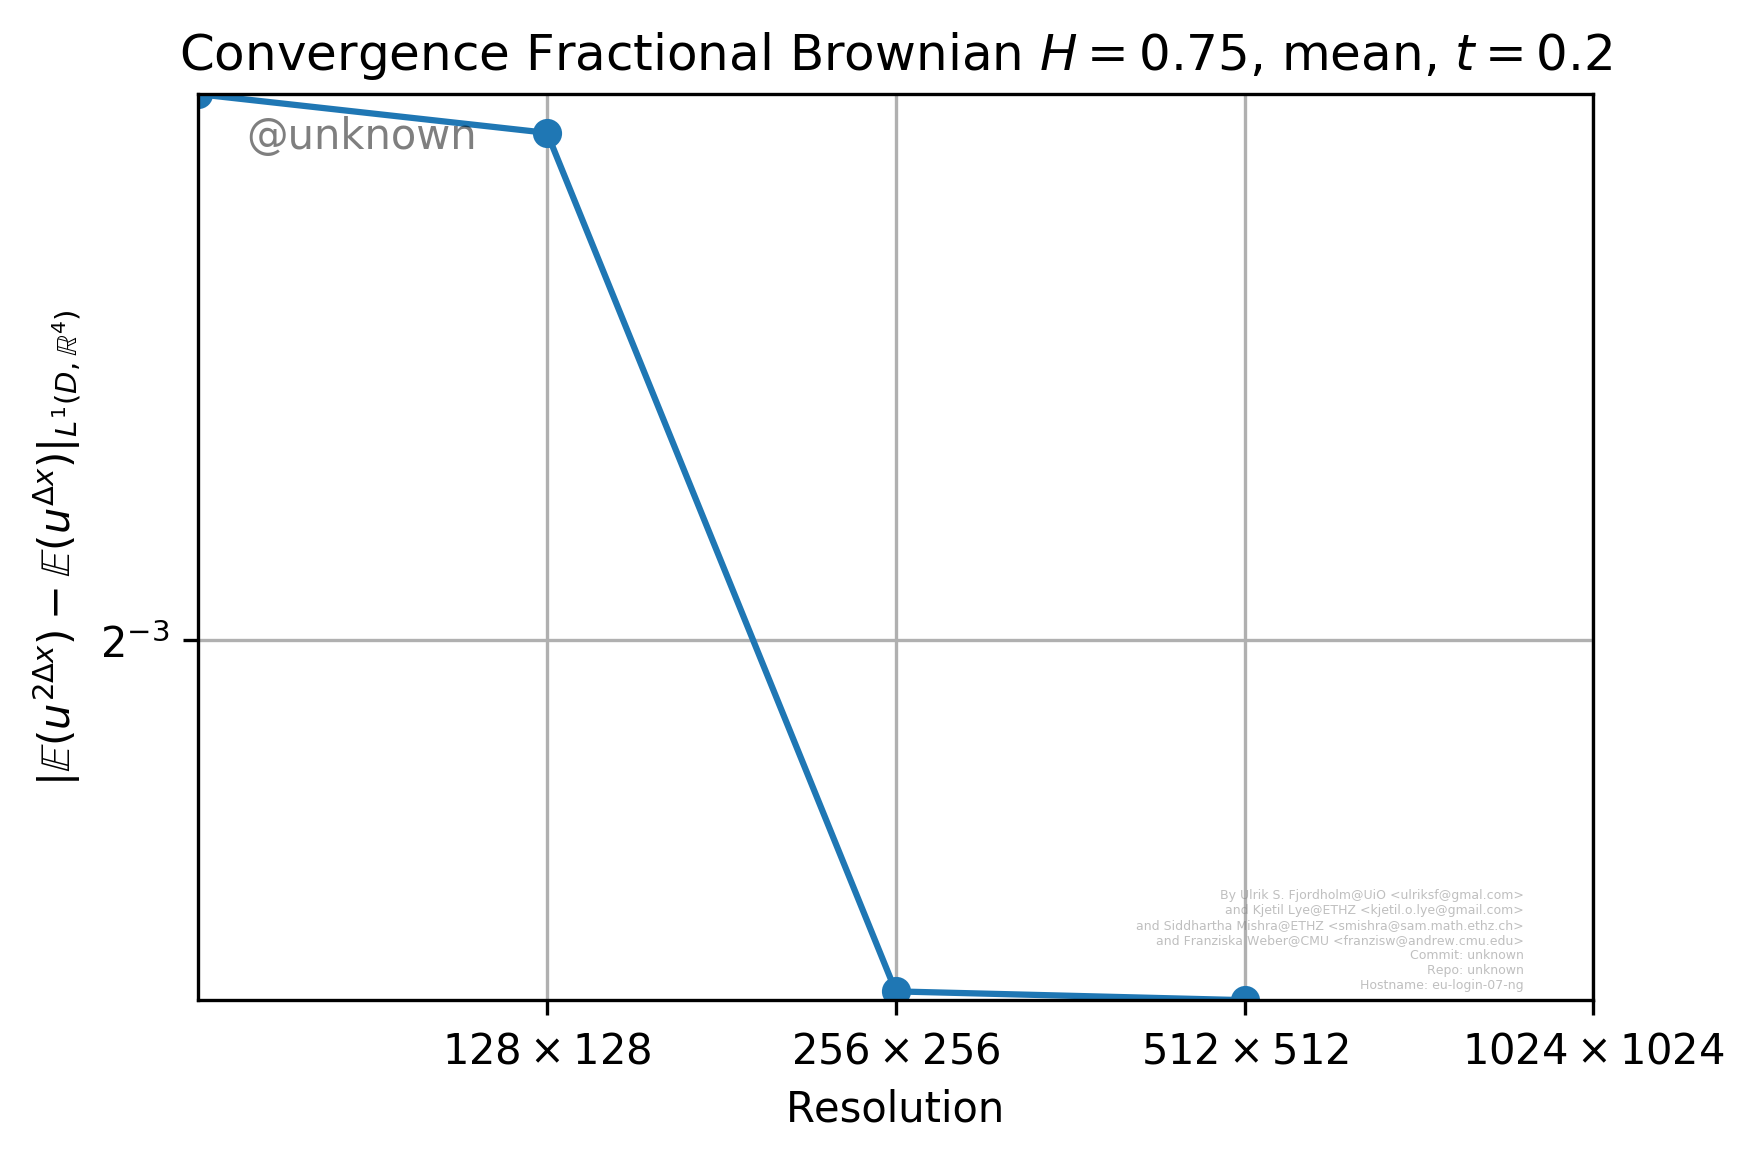 Convergence Fractional Brownian H = 0.75, mean, t = 0.2
@unknown
|𝔼(u^{2Δx}) − 𝔼(u^{Δx})|_{L^1(D, ℝ^4)}
2^{−3}
By Ulrik S. Fjordholm@UiO <ulriksf@gmal.com>
and Kjetil Lye@ETHZ <kjetil.o.lye@gmail.com>
and Siddhartha Mishra@ETHZ <smishra@sam.math.ethz.ch>
and Franziska Weber@CMU <franzisw@andrew.cmu.edu>
Commit: unknown
Repo: unknown
Hostname: eu-login-07-ng
128 × 128 256 × 256 512 × 512 1024 × 1024
Resolution